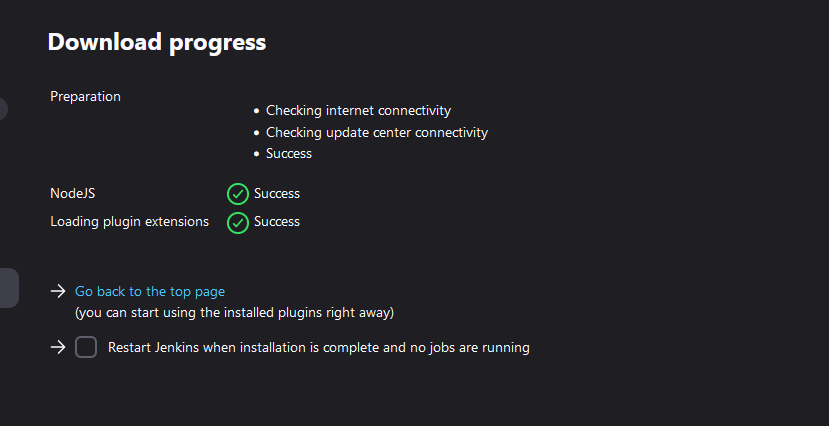 Download progress
Preparation
Checking internet connectivity
Checking update center connectivity
Success
NodeJS Success
Loading plugin extensions Success
Go back to the top page
(you can start using the installed plugins right away)
Restart Jenkins when installation is complete and no jobs are running